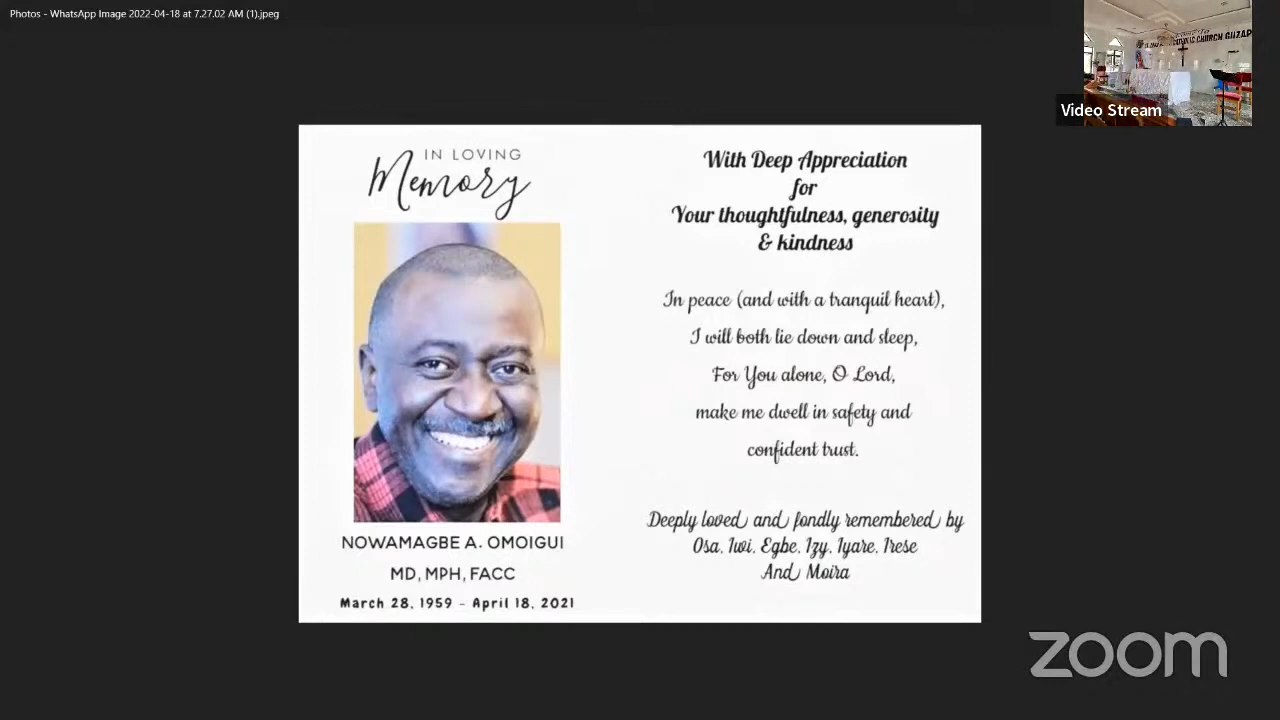 Photos - WhatsApp Image 2022-04-18 at 7.27.02 AM (1).jpeg
CHURCH
Video Stream
IN LOVING
Memory
NOWAMAGBE A. OMOIGUI
MD, MPH, FACC
March 28, 1959 - April 18, 2021
With Deep Appreciation
for
Your thoughtfulness, generosity
& kindness
In peace (and with a tranquil heart),
I will both lie down and sleep,
For You alone, O Lord,
make me dwell in safety and
confident trust.
Deeply loved and fondly remembered by
Osa, Iwi, Egbe, Izy, Iyare, Irese
And Moira
zoom